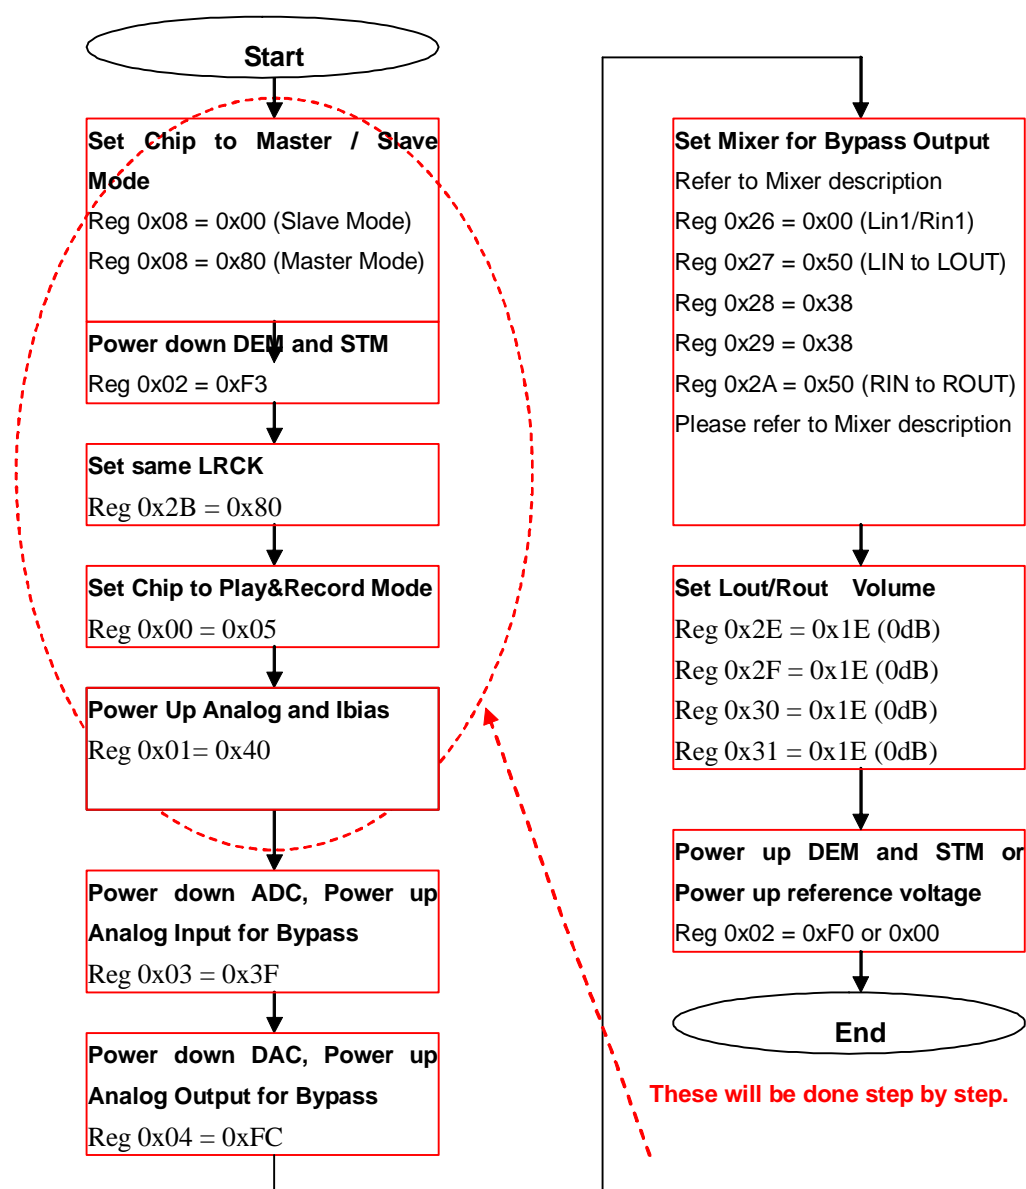 Start
Set Chip to Master / Slave
Mode
Reg 0x08 = 0x00 (Slave Mode)
Reg 0x08 = 0x80 (Master Mode)
Power down DEM and STM
Reg 0x02 = 0xF3
Set same LRCK
Reg 0x2B = 0x80
Set Chip to Play&Record Mode
Reg 0x00 = 0x05
Power Up Analog and Ibias
Reg 0x01= 0x40
Power down ADC, Power up
Analog Input for Bypass
Reg 0x03 = 0x3F
Power down DAC, Power up
Analog Output for Bypass
Reg 0x04 = 0xFC
Set Mixer for Bypass Output
Refer to Mixer description
Reg 0x26 = 0x00 (Lin1/Rin1)
Reg 0x27 = 0x50 (LIN to LOUT)
Reg 0x28 = 0x38
Reg 0x29 = 0x38
Reg 0x2A = 0x50 (RIN to ROUT)
Please refer to Mixer description
Set Lout/Rout Volume
Reg 0x2E = 0x1E (0dB)
Reg 0x2F = 0x1E (0dB)
Reg 0x30 = 0x1E (0dB)
Reg 0x31 = 0x1E (0dB)
Power up DEM and STM or
Power up reference voltage
Reg 0x02 = 0xF0 or 0x00
End
These will be done step by step.